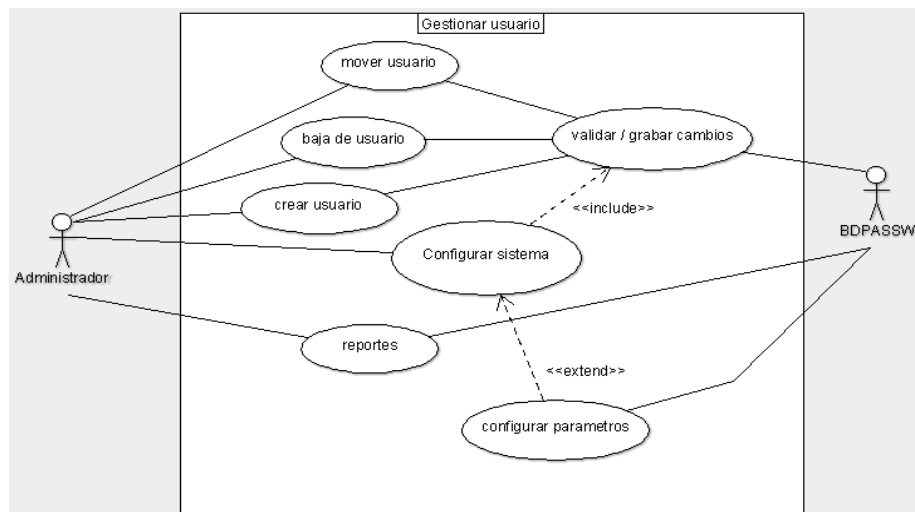 Gestionar usuario
mover usuario
baja de usuario
validar / grabar cambios
crear usuario
<<include>>
BDPASSW
Configurar sistema
Administrador
reportes
<<extend>>
configurar parametros